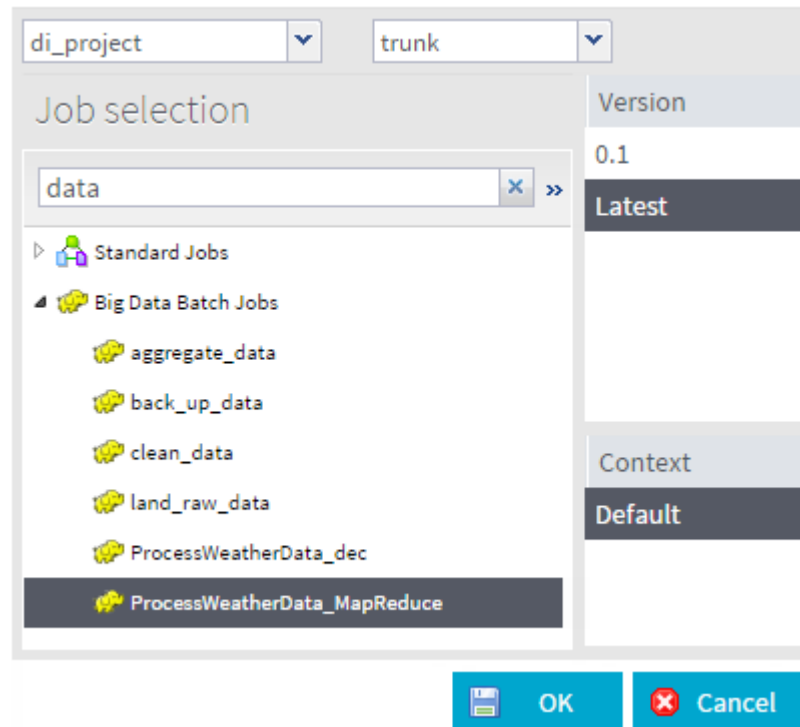 di_project
trunk
Job selection
data
»
Standard Jobs
Big Data Batch Jobs
aggregate_data
back_up_data
clean_data
land_raw_data
ProcessWeatherData_dec
ProcessWeatherData_MapReduce
Version
0.1
Latest
Context
Default
OK
Cancel